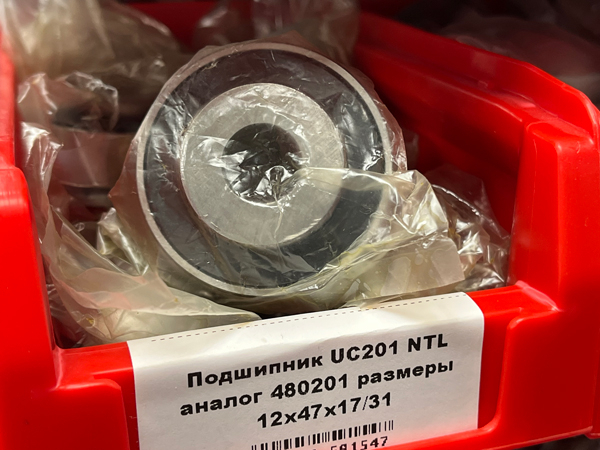 Подшипник UC201 NTL
аналог 480201 размеры
12x47x17/31